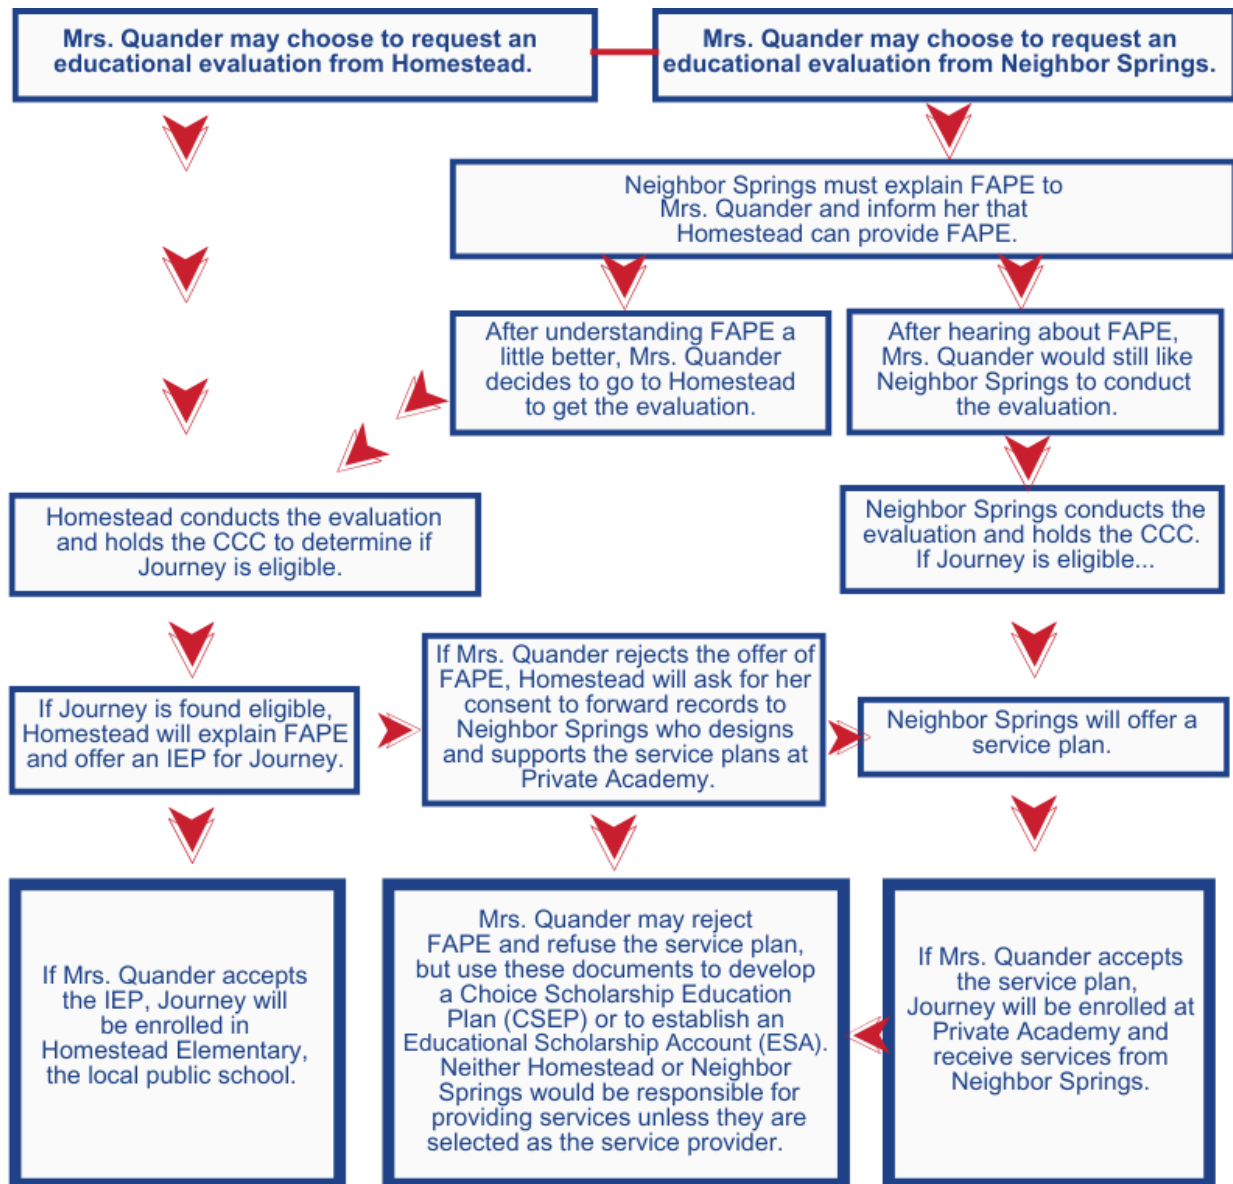 Mrs. Quander may choose to request an
educational evaluation from Homestead.
Mrs. Quander may choose to request an
educational evaluation from Neighbor Springs.
Neighbor Springs must explain FAPE to
Mrs. Quander and inform her that
Homestead can provide FAPE.
After understanding FAPE a
little better, Mrs. Quander
decides to go to Homestead
to get the evaluation.
After hearing about FAPE,
Mrs. Quander would still like
Neighbor Springs to conduct
the evaluation.
Homestead conducts the evaluation
and holds the CCC to determine if
Journey is eligible.
Neighbor Springs conducts the
evaluation and holds the CCC.
If Journey is eligible...
If Journey is found eligible,
Homestead will explain FAPE
and offer an IEP for Journey.
If Mrs. Quander rejects the offer of
FAPE, Homestead will ask for her
consent to forward records to
Neighbor Springs who designs
and supports the service plans at
Private Academy.
Neighbor Springs will offer a
service plan.
If Mrs. Quander accepts
the IEP, Journey will
be enrolled in
Homestead Elementary,
the local public school.
Mrs. Quander may reject
FAPE and refuse the service plan,
but use these documents to develop
a Choice Scholarship Education
Plan (CSEP) or to establish an
Educational Scholarship Account (ESA).
Neither Homestead or Neighbor
Springs would be responsible for
providing services unless they are
selected as the service provider.
If Mrs. Quander accepts
the service plan,
Journey will be enrolled at
Private Academy and
receive services from
Neighbor Springs.